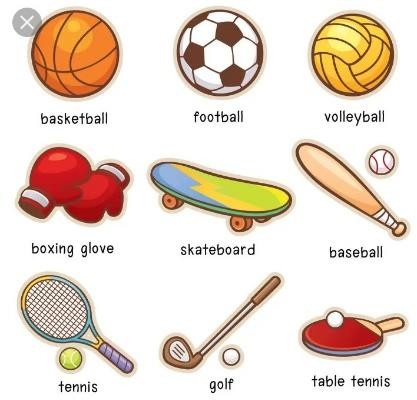 basketball
football
volleyball
boxing glove
skateboard
baseball
tennis
golf
table tennis